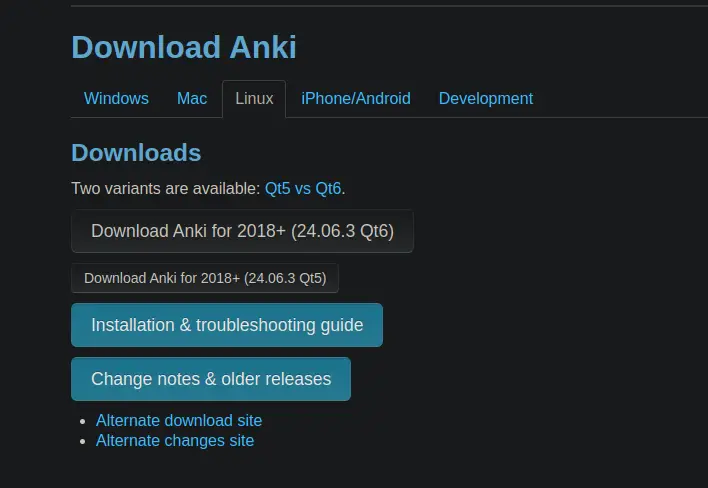 Download Anki
Windows Mac Linux iPhone/Android Development
Downloads
Two variants are available: Qt5 vs Qt6.
Download Anki for 2018+ (24.06.3 Qt6)
Download Anki for 2018+ (24.06.3 Qt5)
Installation & troubleshooting guide
Change notes & older releases
• Alternate download site
• Alternate changes site